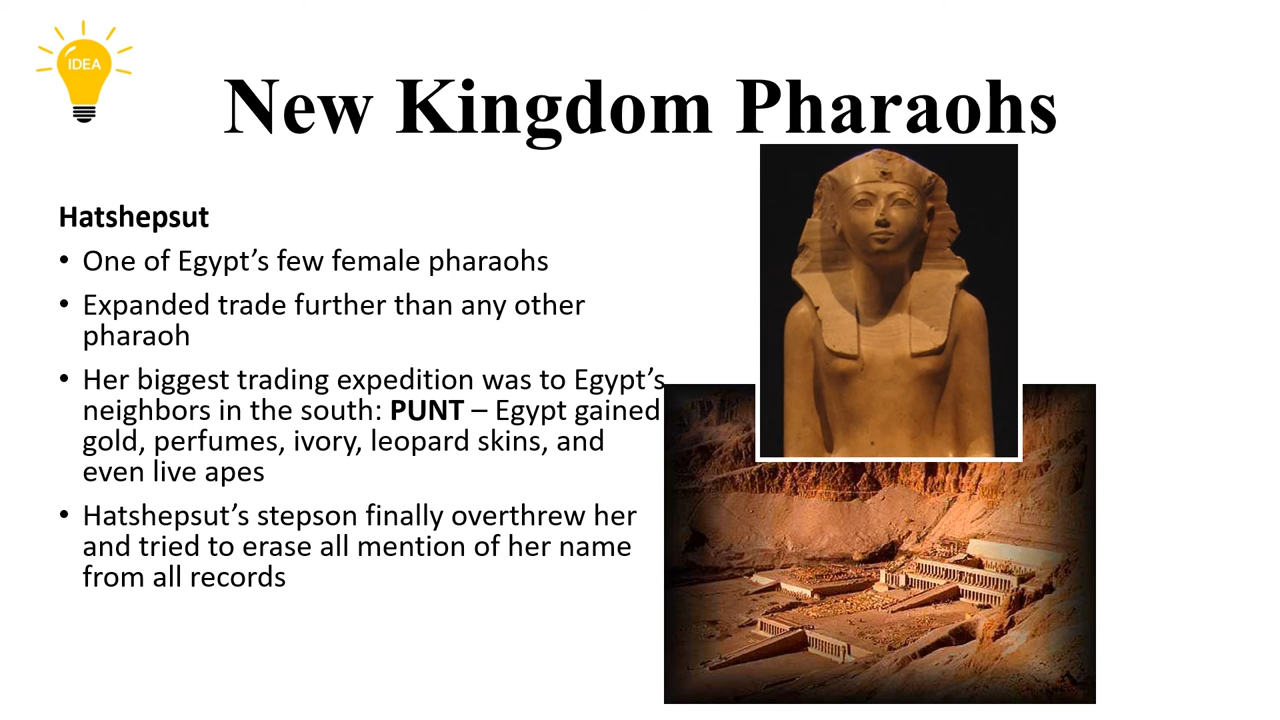 IDEA
New Kingdom Pharaohs
Hatshepsut
• One of Egypt’s few female pharaohs
• Expanded trade further than any other
pharaoh
• Her biggest trading expedition was to Egypt’s
neighbors in the south: PUNT – Egypt gained
gold, perfumes, ivory, leopard skins, and
even live apes
• Hatshepsut’s stepson finally overthrew her
and tried to erase all mention of her name
from all records